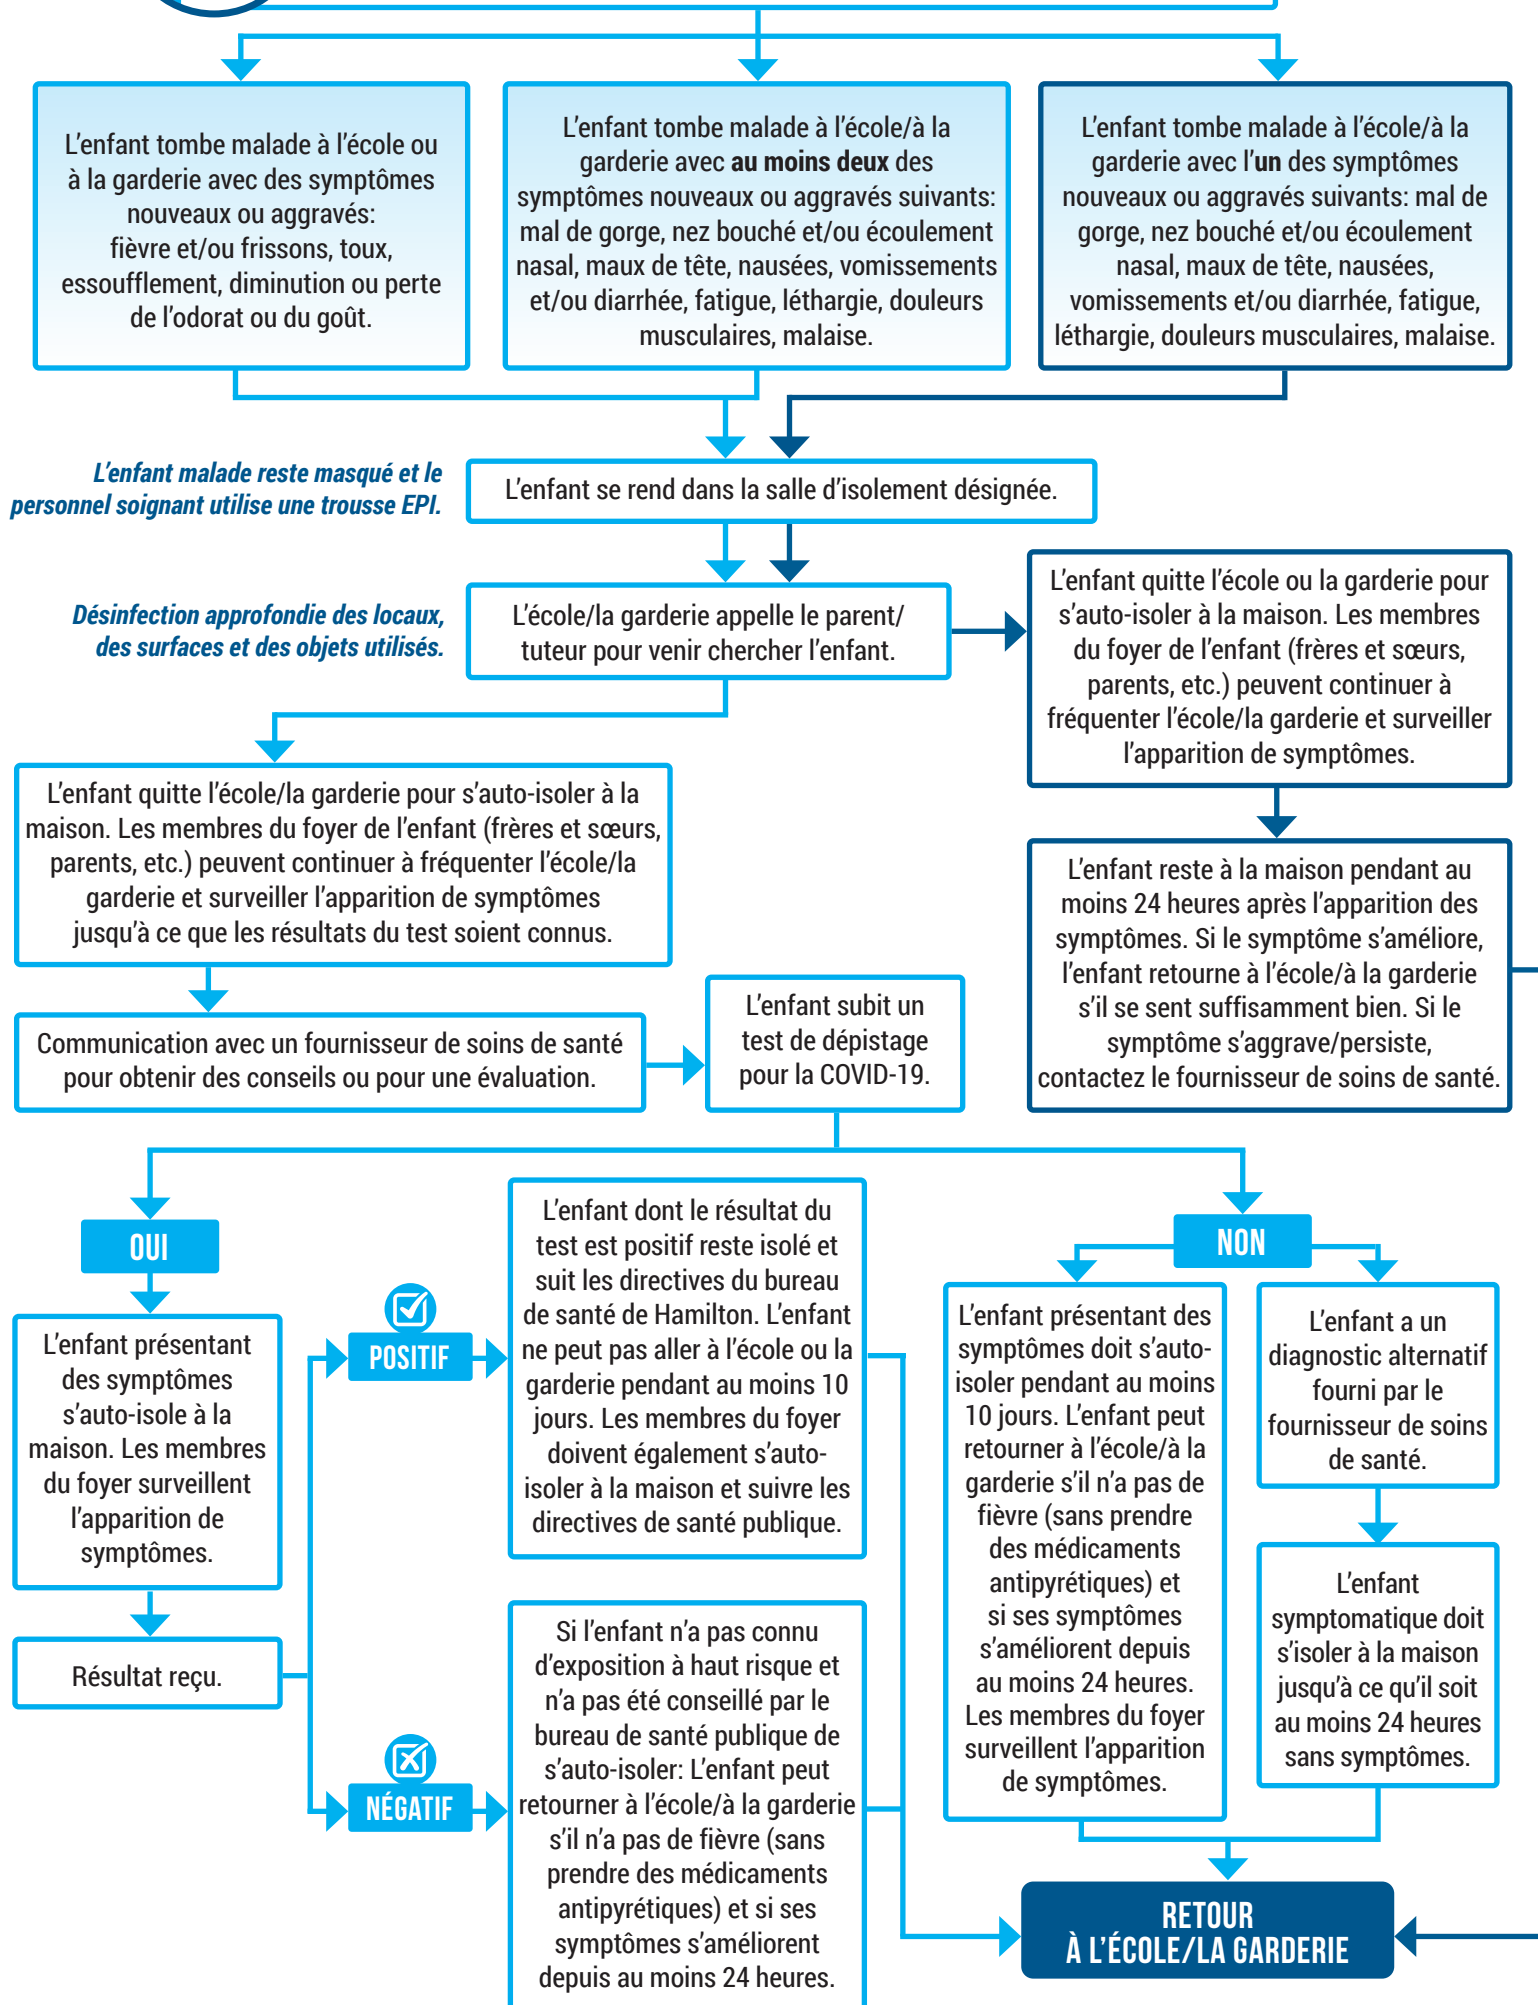 L'enfant tombe malade à l'école ou
à la garderie avec des symptômes
nouveaux ou aggravés:
fièvre et/ou frissons, toux,
essoufflement, diminution ou perte
de l'odorat ou du goût.
L'enfant tombe malade à l'école/à la
garderie avec au moins deux des
symptômes nouveaux ou aggravés suivants:
mal de gorge, nez bouché et/ou écoulement
nasal, maux de tête, nausées, vomissements
et/ou diarrhée, fatigue, léthargie, douleurs
musculaires, malaise.
L'enfant tombe malade à l'école/à la
garderie avec l'un des symptômes
nouveaux ou aggravés suivants: mal de
gorge, nez bouché et/ou écoulement
nasal, maux de tête, nausées,
vomissements et/ou diarrhée, fatigue,
léthargie, douleurs musculaires, malaise.
L'enfant malade reste masqué et le
personnel soignant utilise une trousse EPI.
L'enfant se rend dans la salle d'isolement désignée.
Désinfection approfondie des locaux,
des surfaces et des objets utilisés.
L'école/la garderie appelle le parent/
tuteur pour venir chercher l'enfant.
L'enfant quitte l'école ou la garderie pour
s'auto-isoler à la maison. Les membres
du foyer de l'enfant (frères et sœurs,
parents, etc.) peuvent continuer à
fréquenter l'école/la garderie et surveiller
l'apparition de symptômes.
L'enfant quitte l'école/la garderie pour s'auto-isoler à la
maison. Les membres du foyer de l'enfant (frères et sœurs,
parents, etc.) peuvent continuer à fréquenter l'école/la
garderie et surveiller l'apparition de symptômes
jusqu'à ce que les résultats du test soient connus.
L'enfant reste à la maison pendant au
moins 24 heures après l'apparition des
symptômes. Si le symptôme s'améliore,
l'enfant retourne à l'école/à la garderie
s'il se sent suffisamment bien. Si le
symptôme s'aggrave/persiste,
contactez le fournisseur de soins de santé.
Communication avec un fournisseur de soins de santé
pour obtenir des conseils ou pour une évaluation.
L'enfant subit un
test de dépistage
pour la COVID-19.
OUI
L'enfant présentant
des symptômes
s'auto-isole à la
maison. Les membres
du foyer surveillent
l'apparition de
symptômes.
Résultat reçu.
POSITIF
L'enfant dont le résultat du
test est positif reste isolé et
suit les directives du bureau
de santé de Hamilton. L'enfant
ne peut pas aller à l'école ou la
garderie pendant au moins 10
jours. Les membres du foyer
doivent également s'auto-
isoler à la maison et suivre les
directives de santé publique.
NÉGATIF
Si l'enfant n'a pas connu
d'exposition à haut risque et
n'a pas été conseillé par le
bureau de santé publique de
s'auto-isoler: L'enfant peut
retourner à l'école/à la garderie
s'il n'a pas de fièvre (sans
prendre des médicaments
antipyrétiques) et si ses
symptômes s'améliorent
depuis au moins 24 heures.
NON
L'enfant présentant des
symptômes doit s'auto-
isoler pendant au moins
10 jours. L'enfant peut
retourner à l'école/à la
garderie s'il n'a pas de
fièvre (sans prendre
des médicaments
antipyrétiques) et
si ses symptômes
s'améliorent depuis
au moins 24 heures.
Les membres du foyer
surveillent l'apparition
de symptômes.
L'enfant a un
diagnostic alternatif
fourni par le
fournisseur de soins
de santé.
L'enfant
symptomatique doit
s'isoler à la maison
jusqu'à ce qu'il soit
au moins 24 heures
sans symptômes.
RETOUR
À L'ÉCOLE/LA GARDERIE